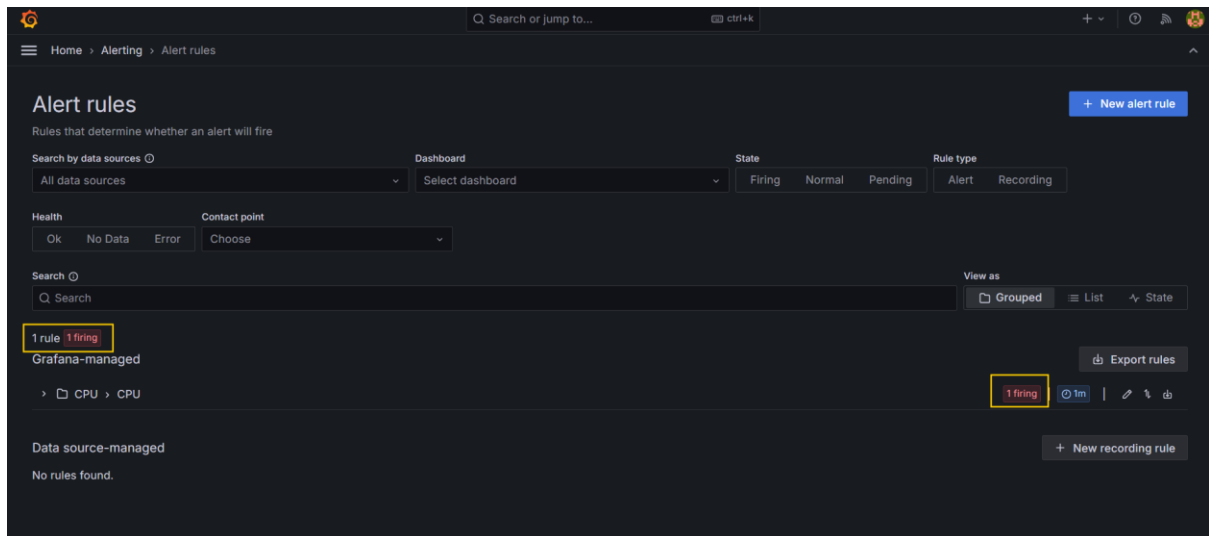 Search or jump to... ctrl+k
Home › Alerting › Alert rules
Alert rules
+ New alert rule
Rules that determine whether an alert will fire
Search by data sources Dashboard State Rule type
All data sources Select dashboard Firing Normal Pending Alert Recording
Health Contact point
Ok No Data Error Choose
Search View as
Search Grouped List State
1 rule 1 firing
Grafana-managed Export rules
CPU › CPU 1 firing | 1m |
Data source-managed + New recording rule
No rules found.